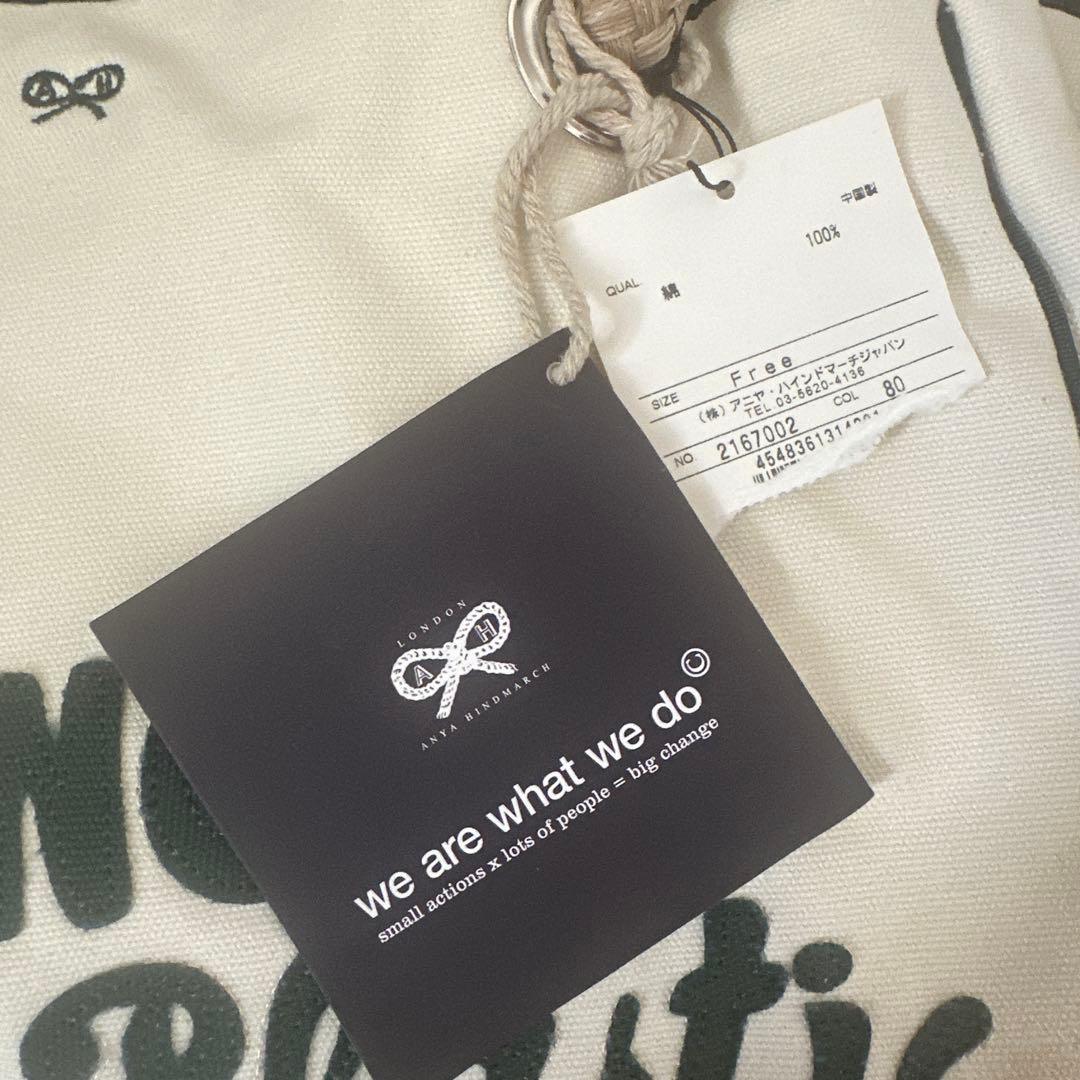 A H
中国製
100%
QUAL. 綿
SIZE Free
(株)アニヤ・ハインドマーチジャパン
TEL 03-5620-4136
NO. 2167002 COL 80
LONDON
A H
ANYA HINDMARCH
we are what we do©
small actions x lots of people = big change
Plastic